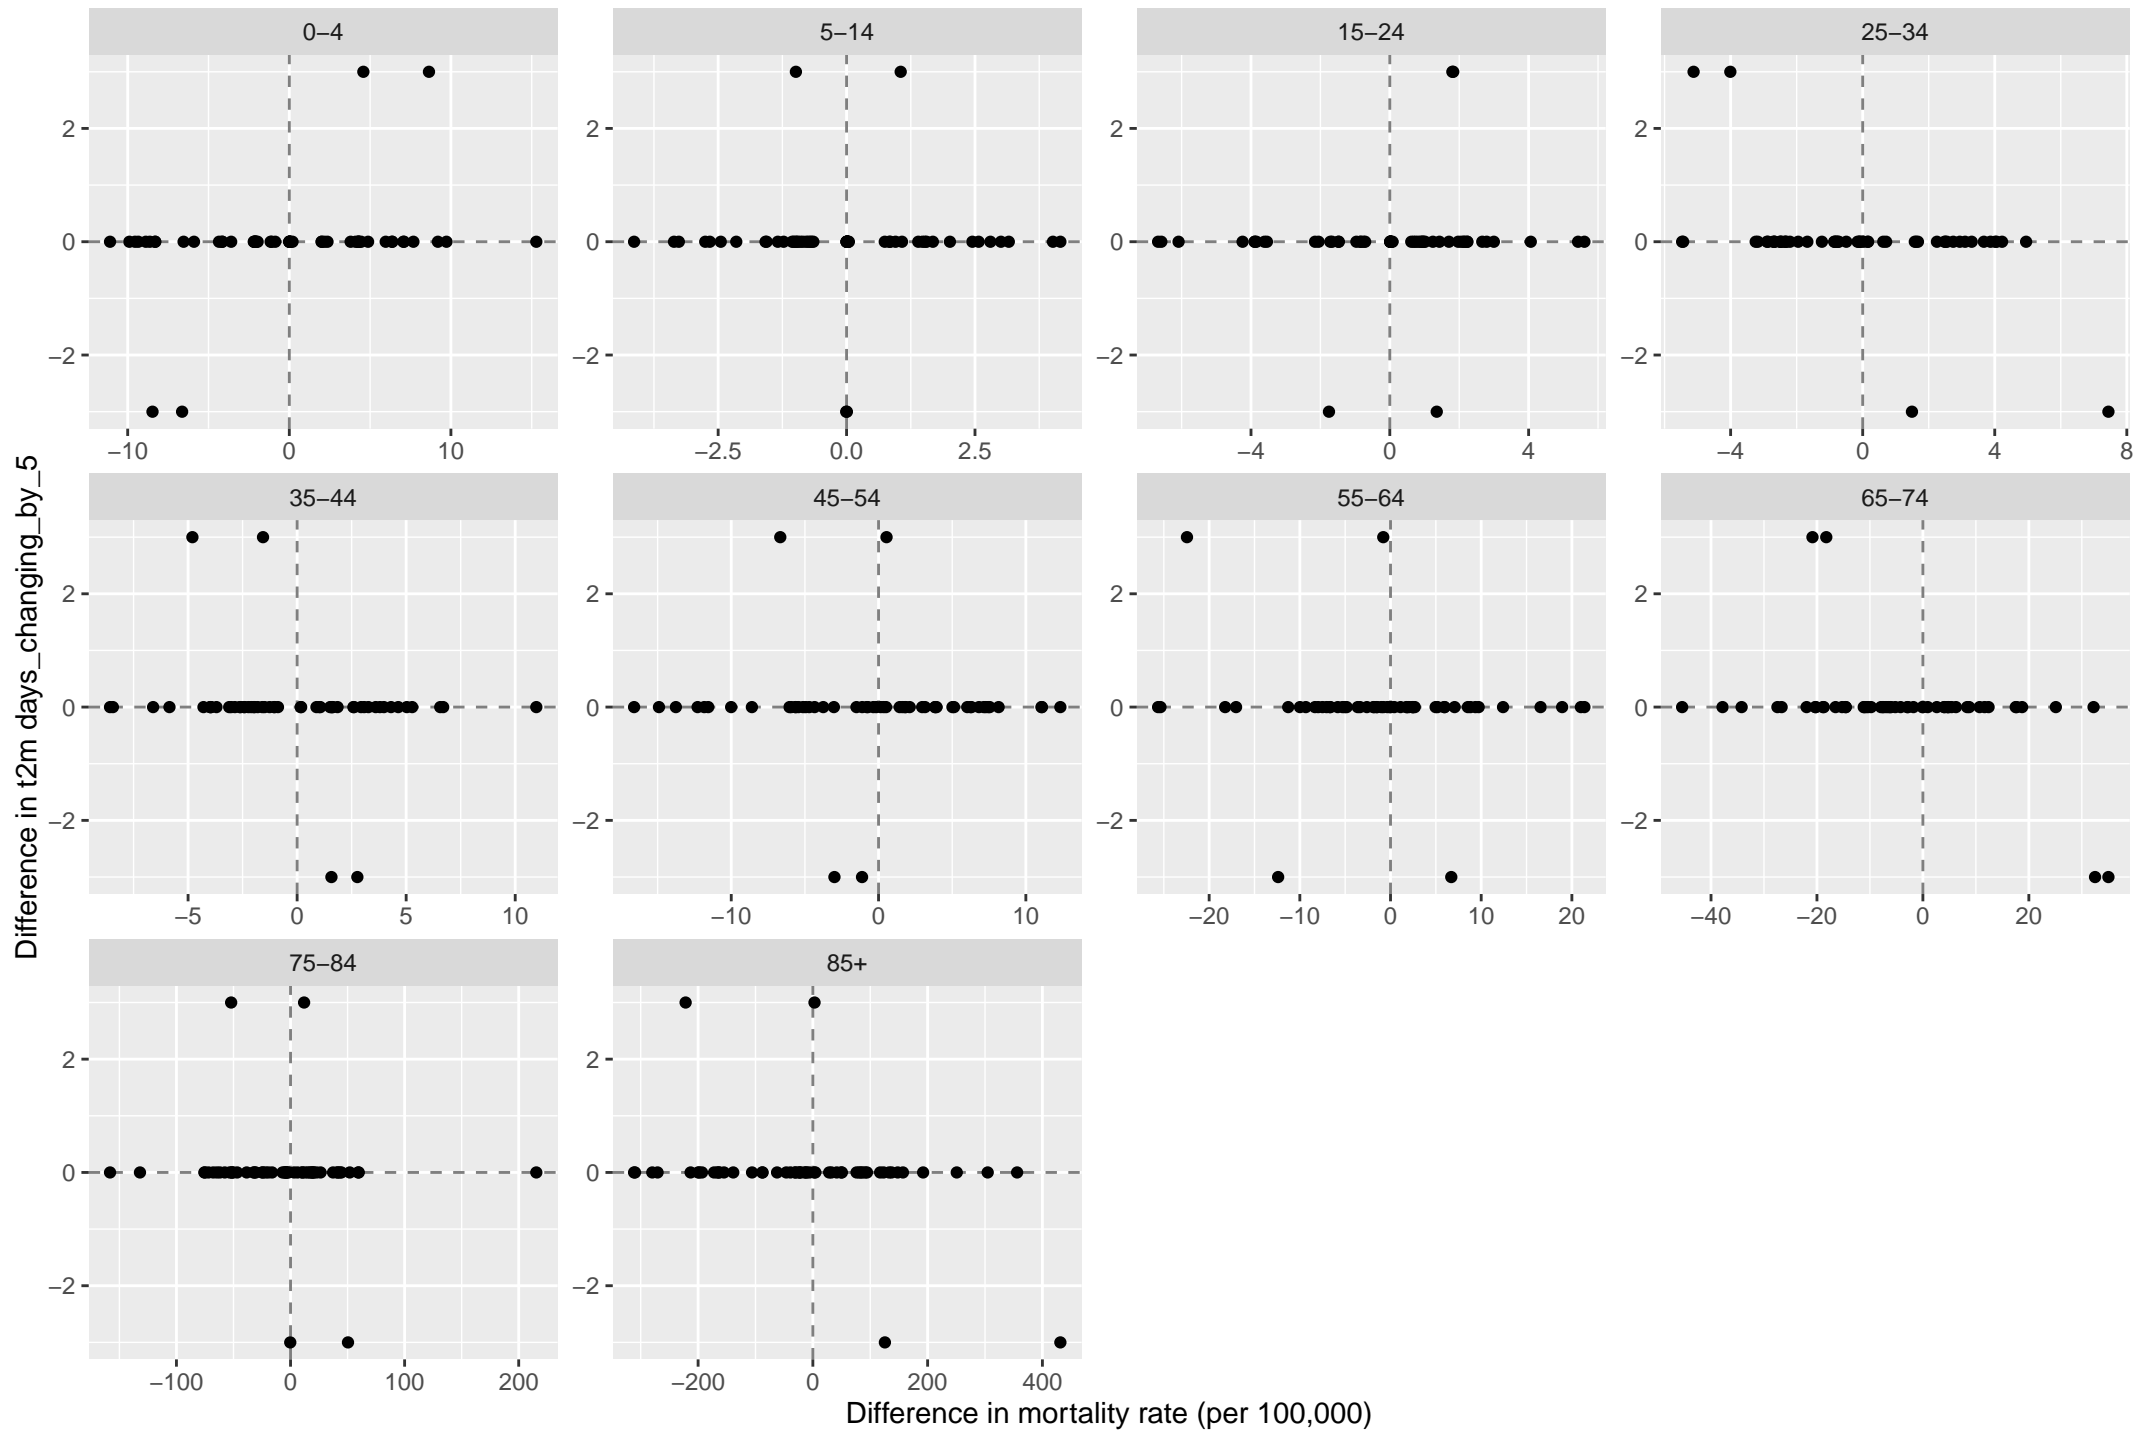 0−4 5−14 15−24 25−34
2 2 2 2
0 0 0 0
−2 −2 −2 −2
−10 0 10 −2.5 0.0 2.5 −4 0 4 −4 0 4 8
35−44 45−54 55−64 65−74
2 2 2 2
0 0 0 0
−2 −2 −2 −2
−5 0 5 10 −10 0 10 −20 −10 0 10 20 −40 −20 0 20
75−84 85+
2 2
0 0
−2 −2
−100 0 100 200 −200 0 200 400
Difference in t2m days_changing_by_5
Difference in mortality rate (per 100,000)